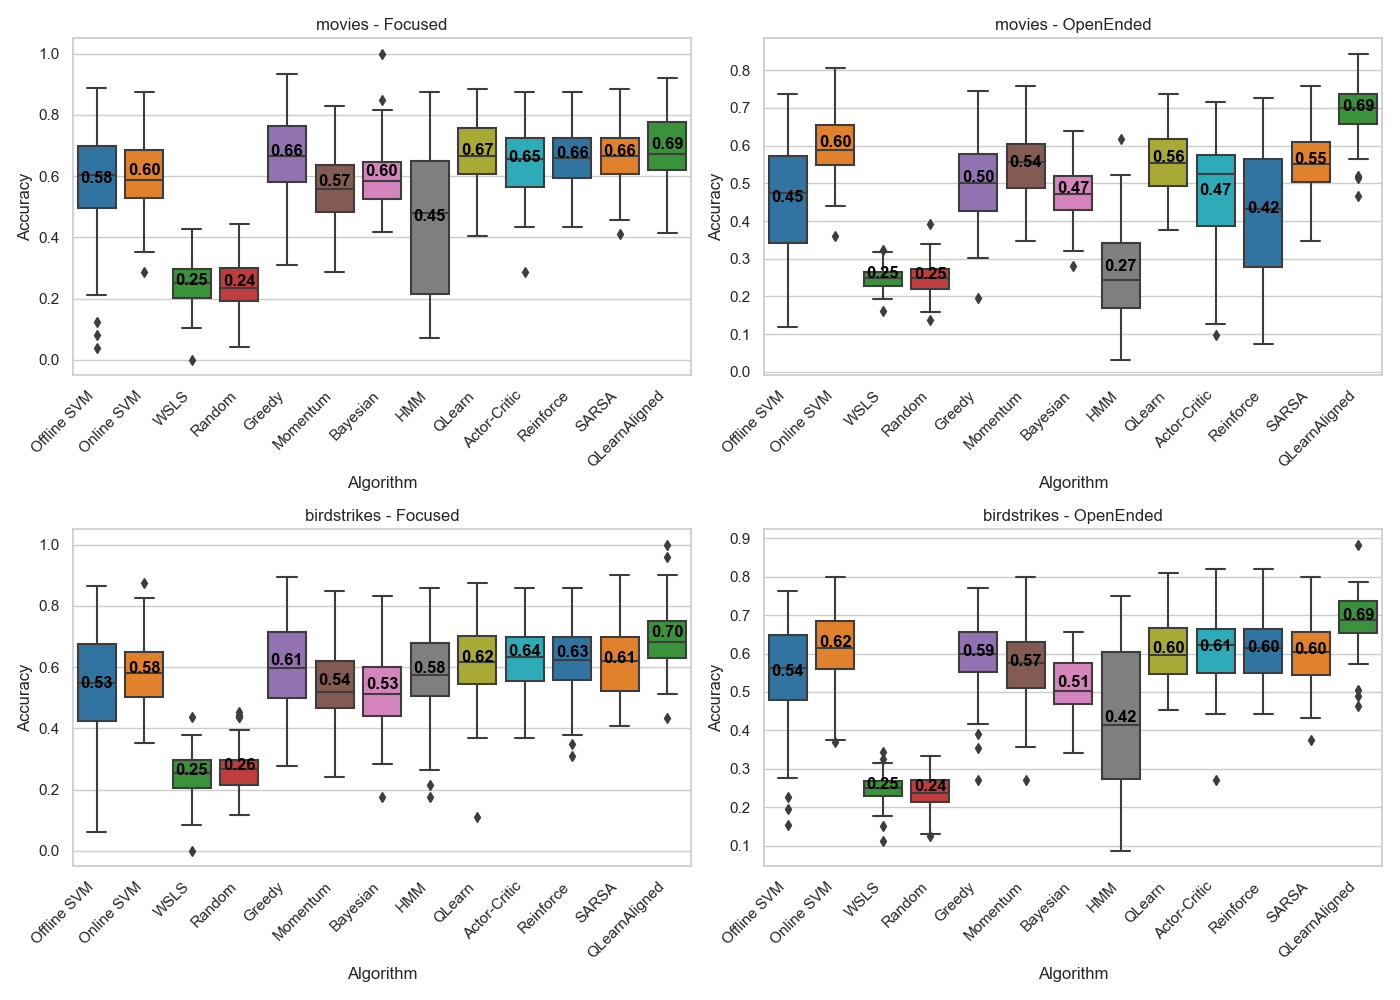 movies - Focused
1.0
0.8
0.6
0.4
0.2
0.0
Accuracy
0.58
0.60
0.25
0.24
0.66
0.57
0.60
0.45
0.67
0.65
0.66
0.66
0.69
Offline SVM
Online SVM
WSLS
Random
Greedy
Momentum
Bayesian
HMM
QLearn
Actor-Critic
Reinforce
SARSA
QLearnAligned
Algorithm
movies - OpenEnded
0.8
0.7
0.6
0.5
0.4
0.3
0.2
0.1
0.0
Accuracy
0.45
0.60
0.25
0.25
0.50
0.54
0.47
0.27
0.56
0.47
0.42
0.55
0.69
Offline SVM
Online SVM
WSLS
Random
Greedy
Momentum
Bayesian
HMM
QLearn
Actor-Critic
Reinforce
SARSA
QLearnAligned
Algorithm
birdstrikes - Focused
1.0
0.8
0.6
0.4
0.2
0.0
Accuracy
0.53
0.58
0.25
0.26
0.61
0.54
0.53
0.58
0.62
0.64
0.63
0.61
0.70
Offline SVM
Online SVM
WSLS
Random
Greedy
Momentum
Bayesian
HMM
QLearn
Actor-Critic
Reinforce
SARSA
QLearnAligned
Algorithm
birdstrikes - OpenEnded
0.9
0.8
0.7
0.6
0.5
0.4
0.3
0.2
0.1
Accuracy
0.54
0.62
0.25
0.24
0.59
0.57
0.51
0.42
0.60
0.61
0.60
0.60
0.69
Offline SVM
Online SVM
WSLS
Random
Greedy
Momentum
Bayesian
HMM
QLearn
Actor-Critic
Reinforce
SARSA
QLearnAligned
Algorithm